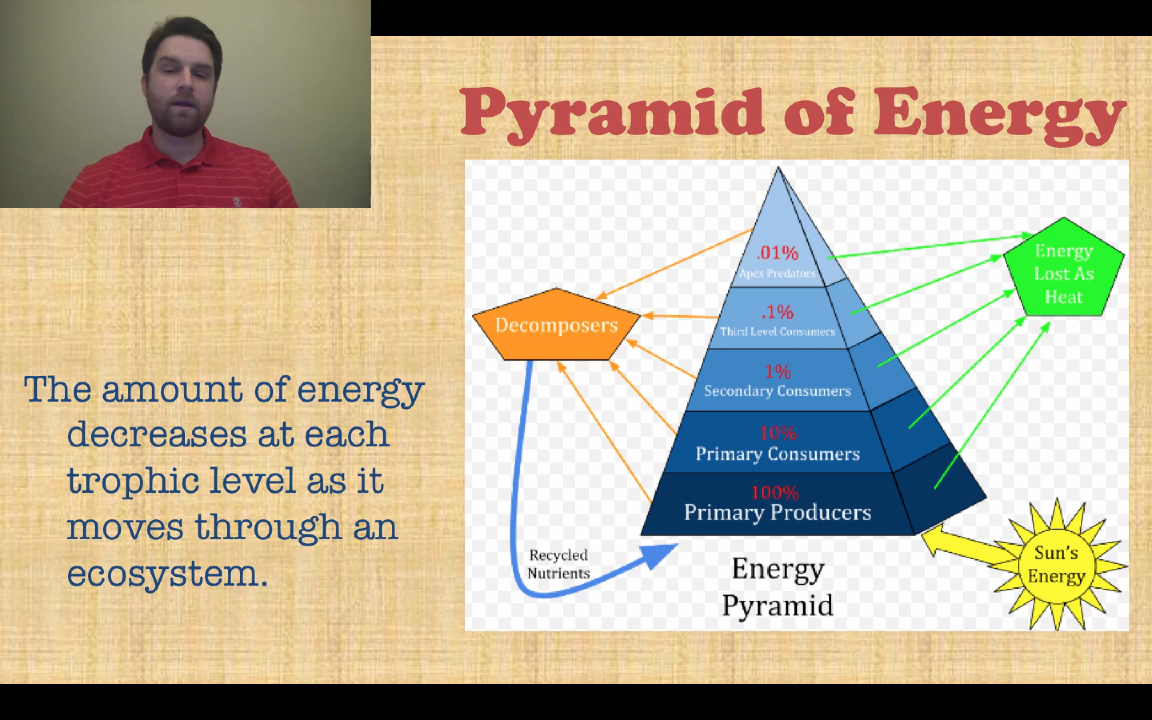 Pyramid of Energy
The amount of energy
decreases at each
trophic level as it
moves through an
ecosystem.
.01%
Apex Predators
.1%
Third Level Consumers
1%
Secondary Consumers
10%
Primary Consumers
100%
Primary Producers
Decomposers
Energy
Lost As
Heat
Recycled
Nutrients
Sun's
Energy
Energy
Pyramid